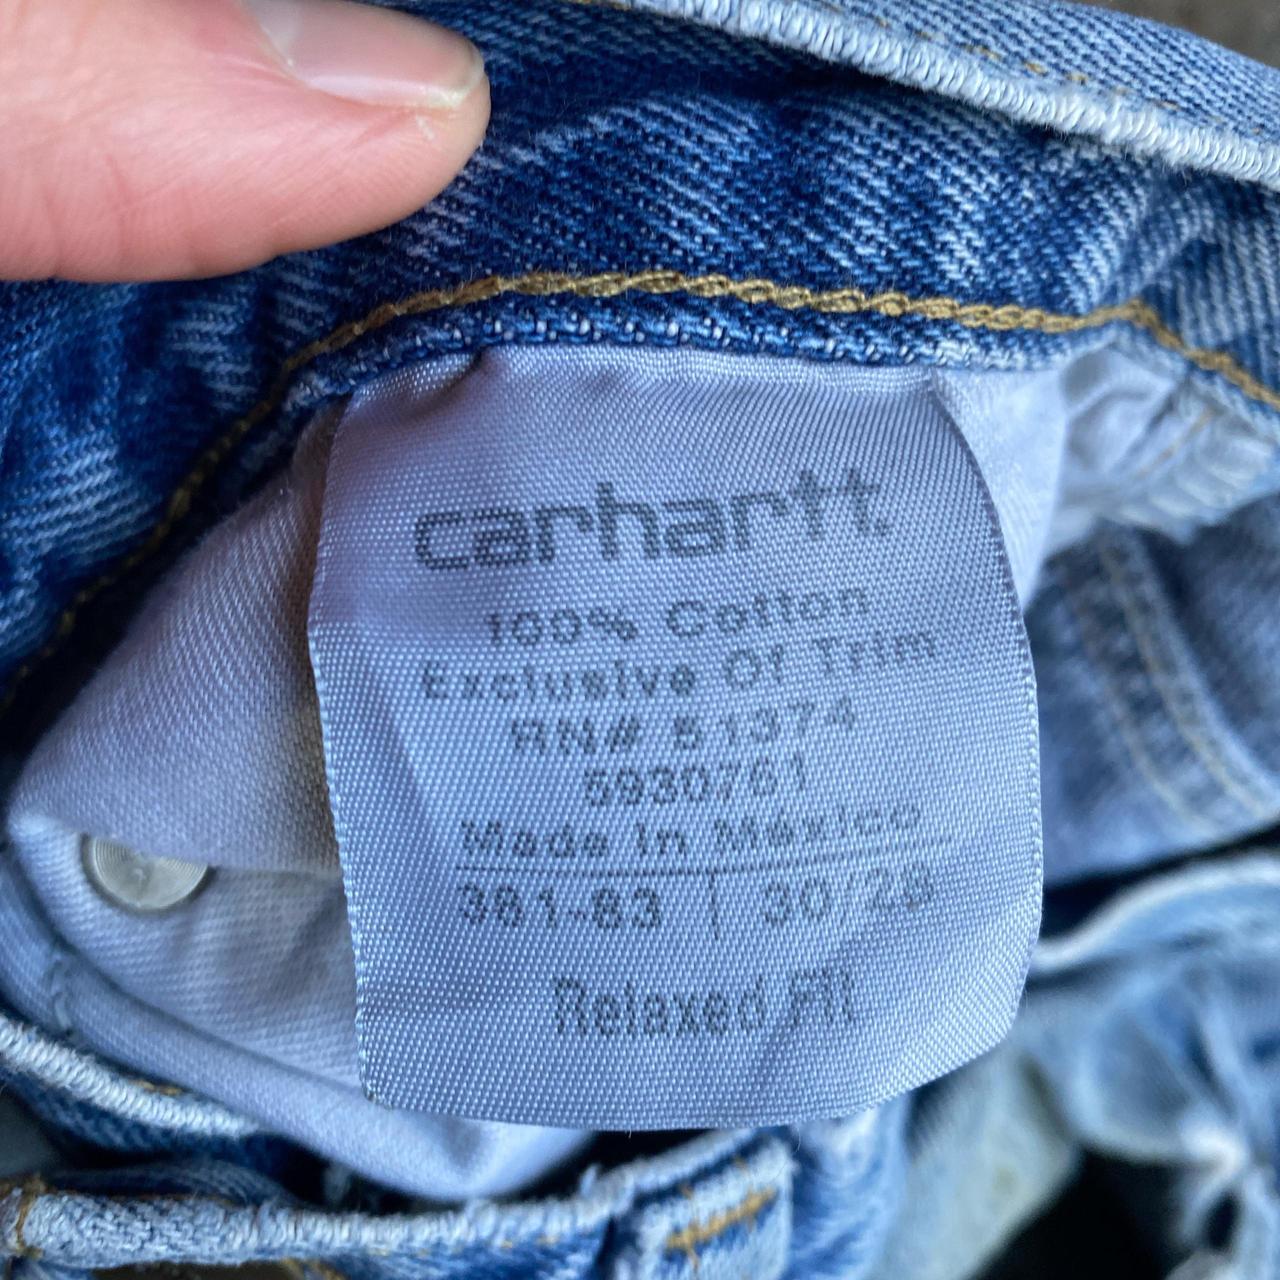 carhartt
100% Cotton
Exclusive Of Trim
RN# 51374
5930761
Made In Mexico
381-83 | 30/28
Relaxed Fit